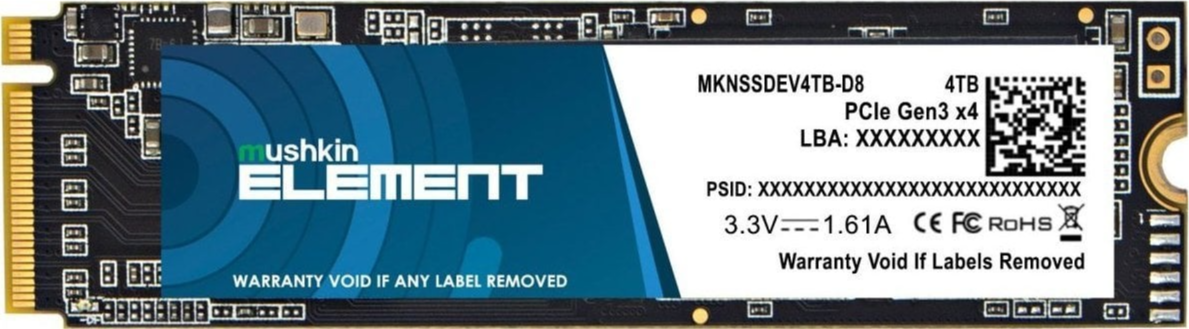 mushkin
ELEMENT
WARRANTY VOID IF ANY LABEL REMOVED
MKNSSDEV4TB-D8 4TB
PCIe Gen3 x4
LBA: XXXXXXXXX
PSID: XXXXXXXXXXXXXXXXXXXXXXXXXXXX
3.3V⎓1.61A CE FC RoHS
Warranty Void If Labels Removed